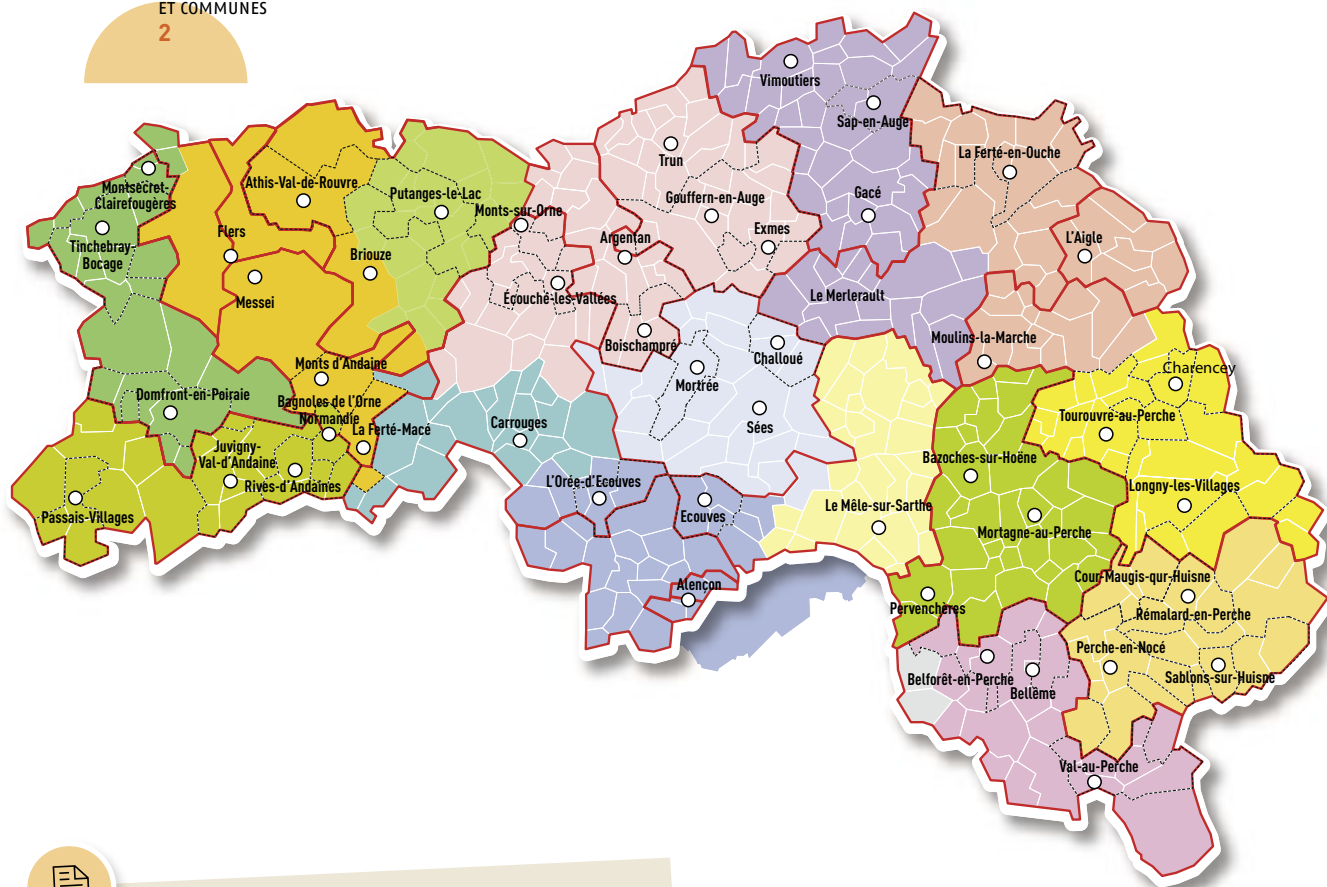 ET COMMUNES
2
Vimoutiers
Sap-en-Auge
Trun
La Ferté-en-Ouche
Montsecret-
Clairefougères
Athis-Val-de-Rouvre
Putanges-le-Lac
Monts-sur-Orne
Gouffern-en-Auge
Gacé
Tinchebray-
Bocage
Flers
Briouze
Argentan
Exmes
L'Aigle
Messei
Écouché-les-Vallées
Le Merlerault
Boischampré
Challoué
Moulins-la-Marche
Monts d'Andaine
Mortrée
Charencey
Domfront-en-Poiraie
Bagnoles de l'Orne
Normandie
La Ferté-Macé
Carrouges
Sées
Tourouvre-au-Perche
Juvigny-
Val-d'Andaine
Rives-d'Andaines
Bazoches-sur-Hoëne
Passais-Villages
L'Orée-d'Ecouves
Ecouves
Le Mêle-sur-Sarthe
Longny-les-Villages
Mortagne-au-Perche
Alençon
Cour-Maugis-qur-Huisne
Pervenchères
Rémalard-en-Perche
Perche-en-Nocé
Belforêt-en-Perche
Bellême
Sablons-sur-Huisne
Val-au-Perche